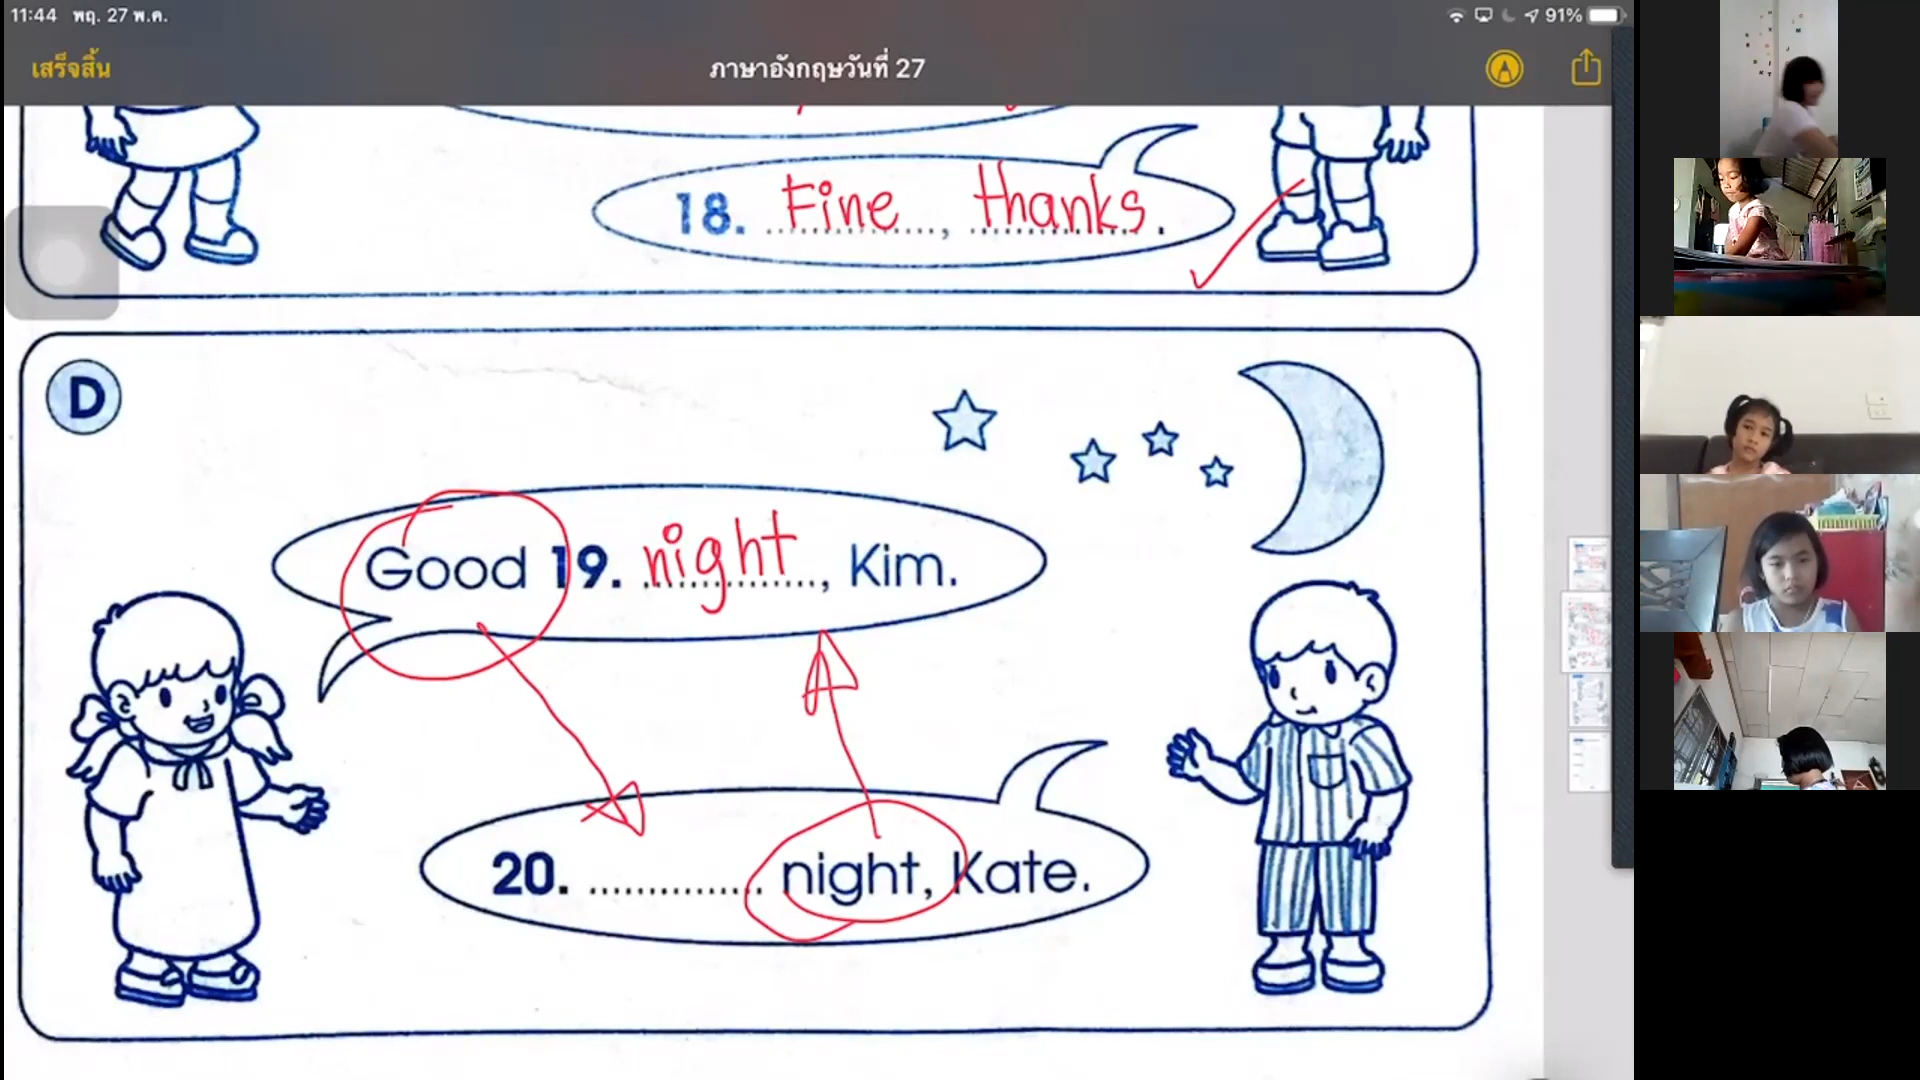 11:44 พฤ. 27 พ.ค.
91%
เสร็จสิ้น
ภาษาอังกฤษวันที่ 27
18. Fine, thanks.
D
Good 19. night, Kim.
20. .............. night, Kate.